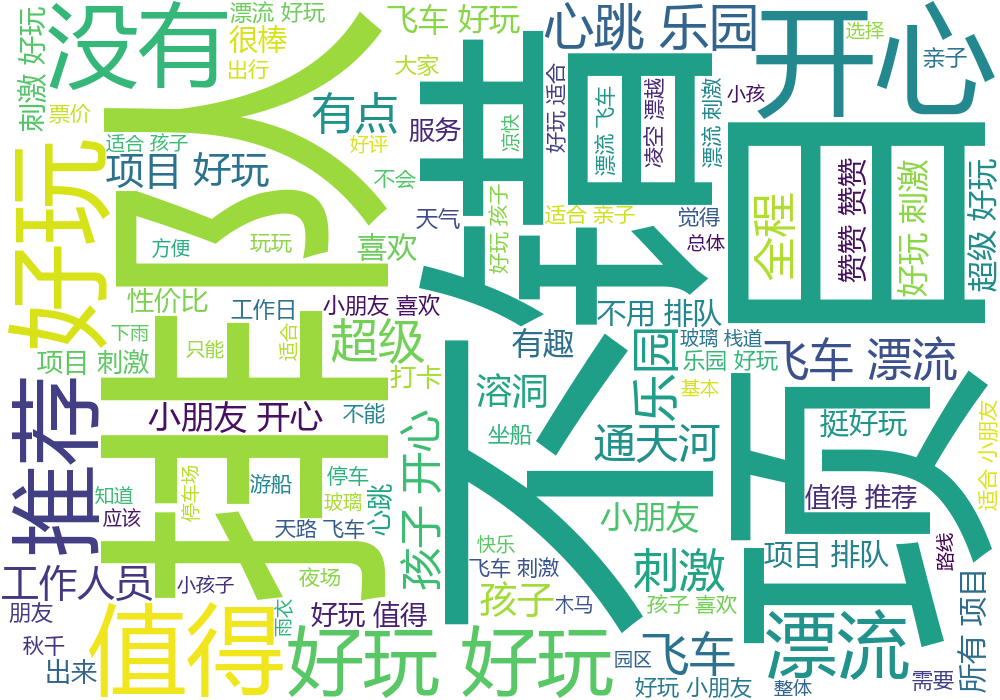 排队
不错
项目
没有
好玩
开心
值得
推荐
好玩 好玩
漂流
飞车
刺激
心跳 乐园
飞车 好玩
飞车 漂流
漂流 好玩
很棒
出行
大家
刺激 好玩
票价
适合 孩子
项目 好玩
有点
好评
服务
不会
凉快
好玩 适合
漂流 飞车
凌空 漂越
漂流 刺激
小孩
选择
亲子
方便
玩玩
喜欢
天气
好玩 孩子
适合 亲子
觉得
总体
全程
赞赞 赞赞
好玩 刺激
超级 好玩
性价比
工作日
小朋友 喜欢
不用 排队
下雨
只能
适合
超级
有趣
乐园
玻璃 栈道
乐园 好玩
项目 刺激
打卡
溶洞
基本
小朋友 开心
不能
孩子 开心
坐船
通天河
挺好玩
适合 小朋友
知道
停车场
游船
停车
玻璃
心跳
值得 推荐
应该
天路 飞车
小朋友
快乐
飞车 刺激
项目 排队
路线
工作人员
小孩子
夜场
孩子
木马
孩子 喜欢
所有 项目
朋友
雨衣
好玩 值得
秋千
出来
园区
好玩 小朋友
整体
需要